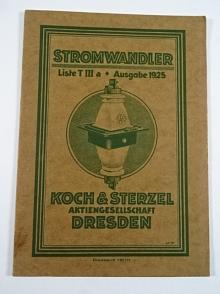 STROMWANDLER
Liste T III a • Ausgabe 1925
KOCH & STERZEL
AKTIENGESELLSCHAFT
DRESDEN